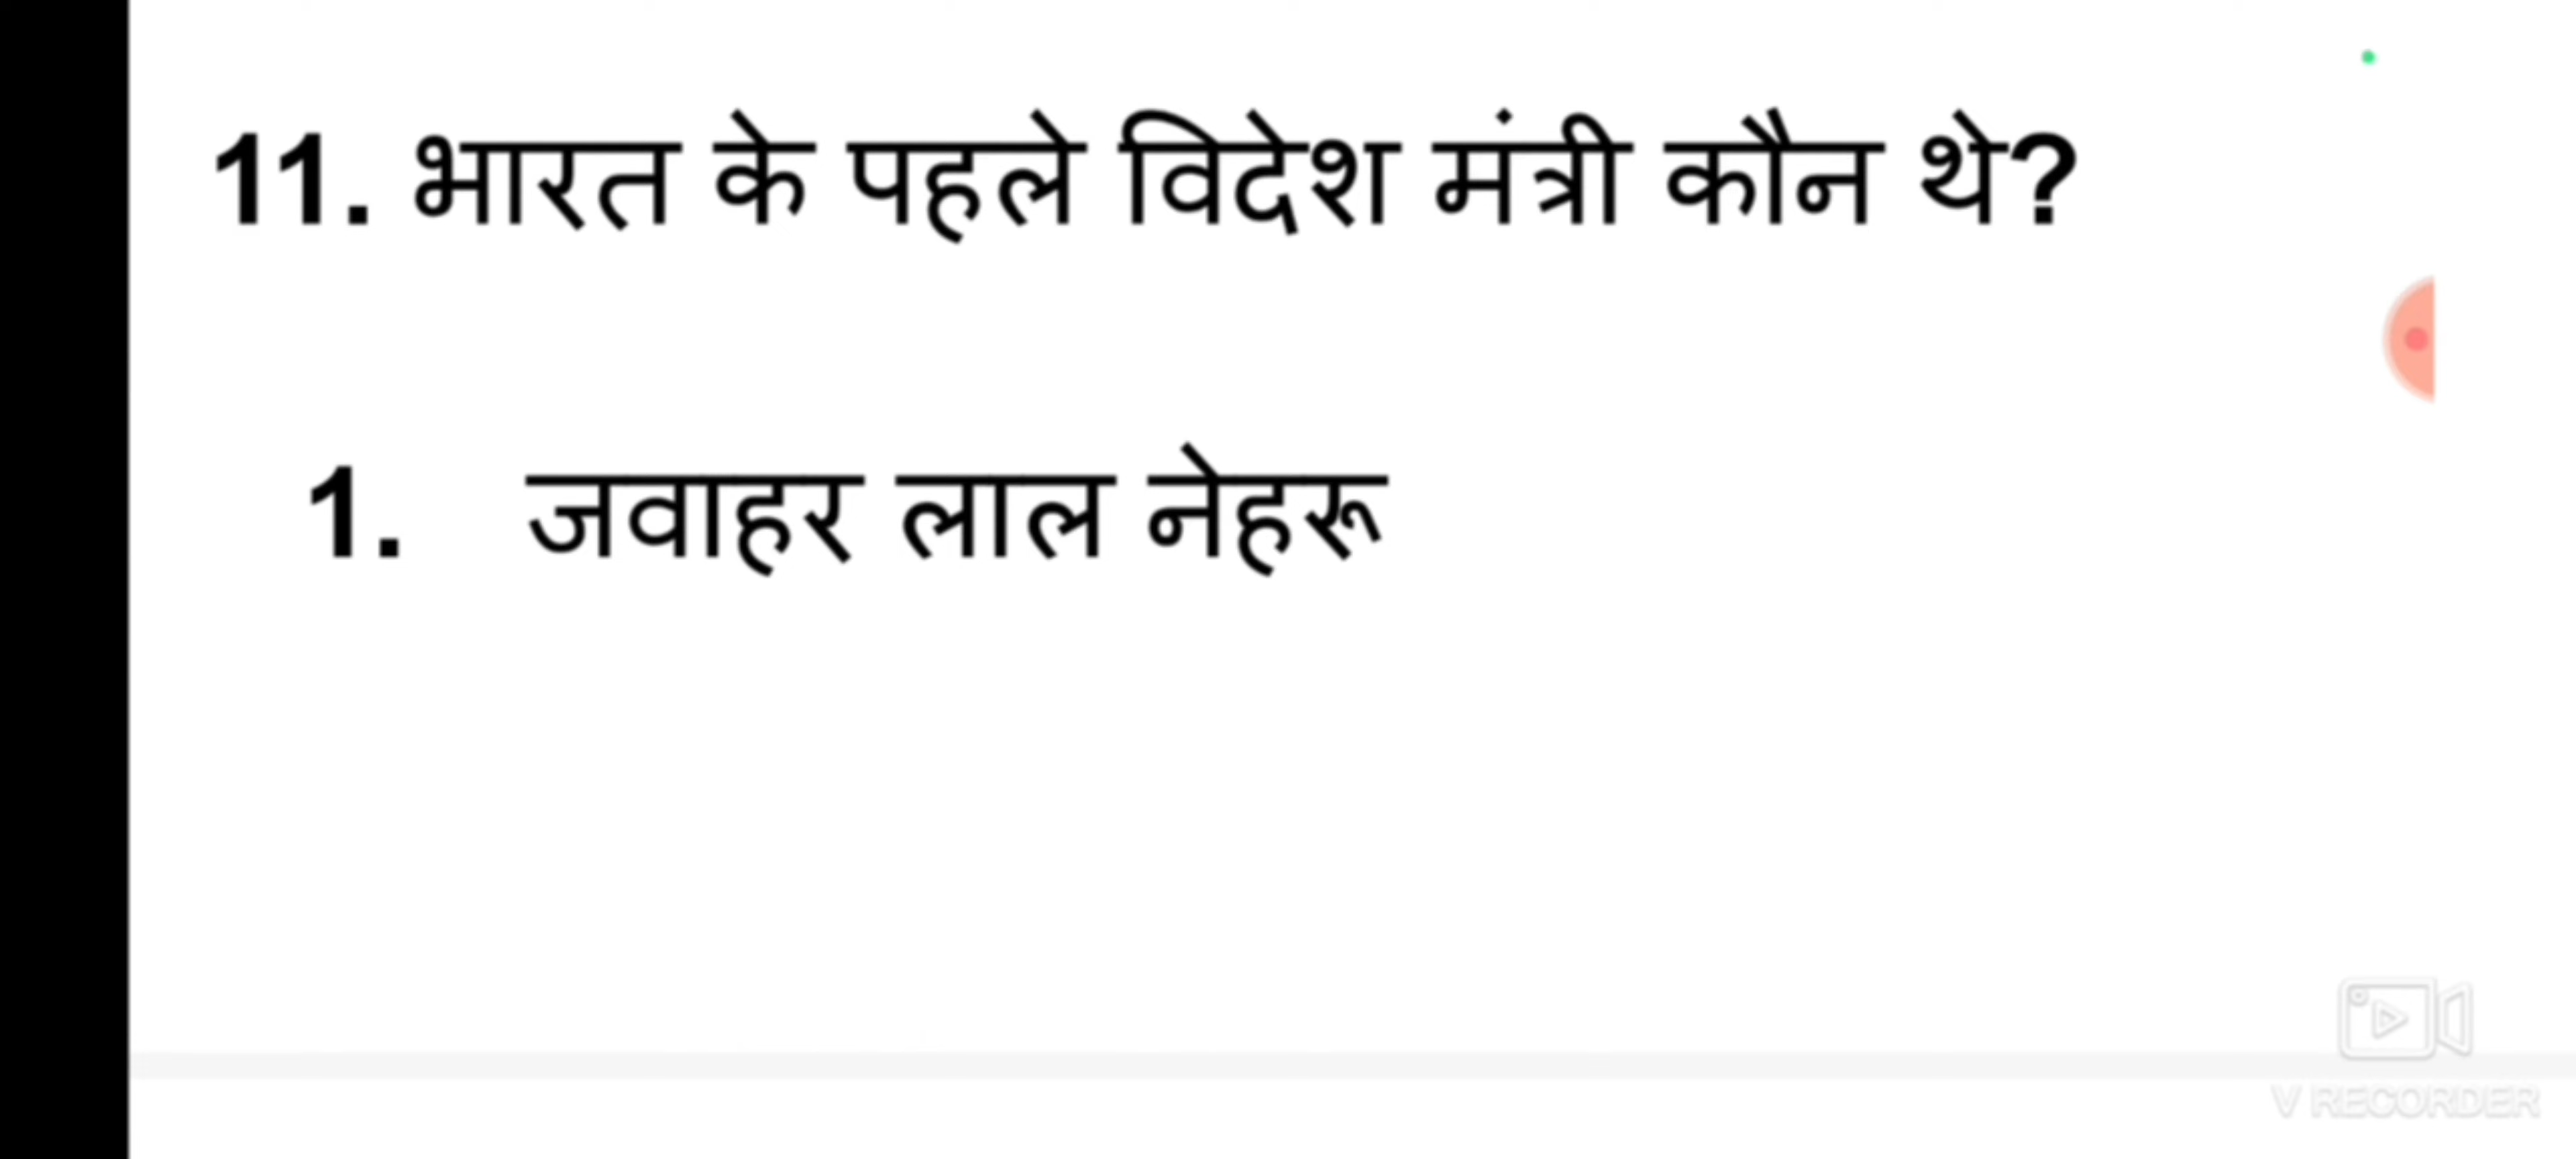 11. भारत के पहले विदेश मंत्री कौन थे?
1. जवाहर लाल नेहरू
V RECORDER